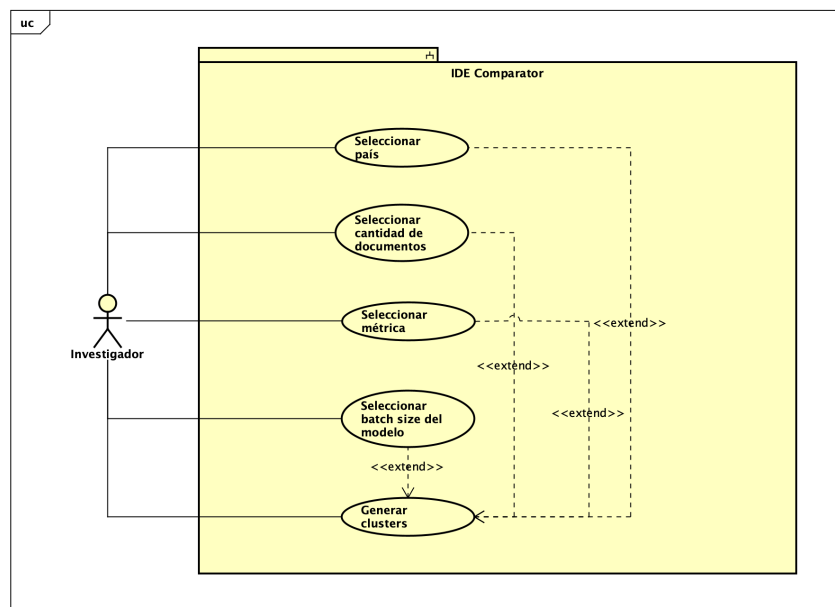 uc
IDE Comparator
Seleccionar
país
Seleccionar
cantidad de
documentos
Seleccionar
métrica
<<extend>>
Investigador
<<extend>>
Seleccionar
batch size del
modelo
<<extend>>
<<extend>>
Generar
clusters